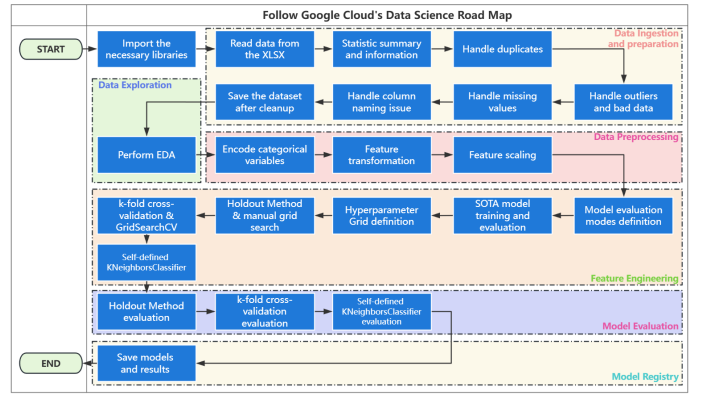 Follow Google Cloud's Data Science Road Map
START
Import the
necessary libraries
Read data from
the XLSX
Statistic summary
and information
Handle duplicates
Data Ingestion
and preparation
Data Exploration
Save the dataset
after cleanup
Handle column
naming issue
Handle missing
values
Handle outliers
and bad data
Perform EDA
Encode categorical
variables
Feature
transformation
Feature scaling
Data Preprocessing
k-fold cross-
validation &
GridSearchCV
Holdout Method
& manual grid
search
Hyperparameter
Grid definition
SOTA model
training and
evaluation
Model evaluation
modes definition
Self-defined
KNeighborsClassifier
Feature Engineering
Holdout Method
evaluation
k-fold cross-
validation evaluation
Self-defined
KNeighborsClassifier
evaluation
Model Evaluation
END
Save models
and results
Model Registry